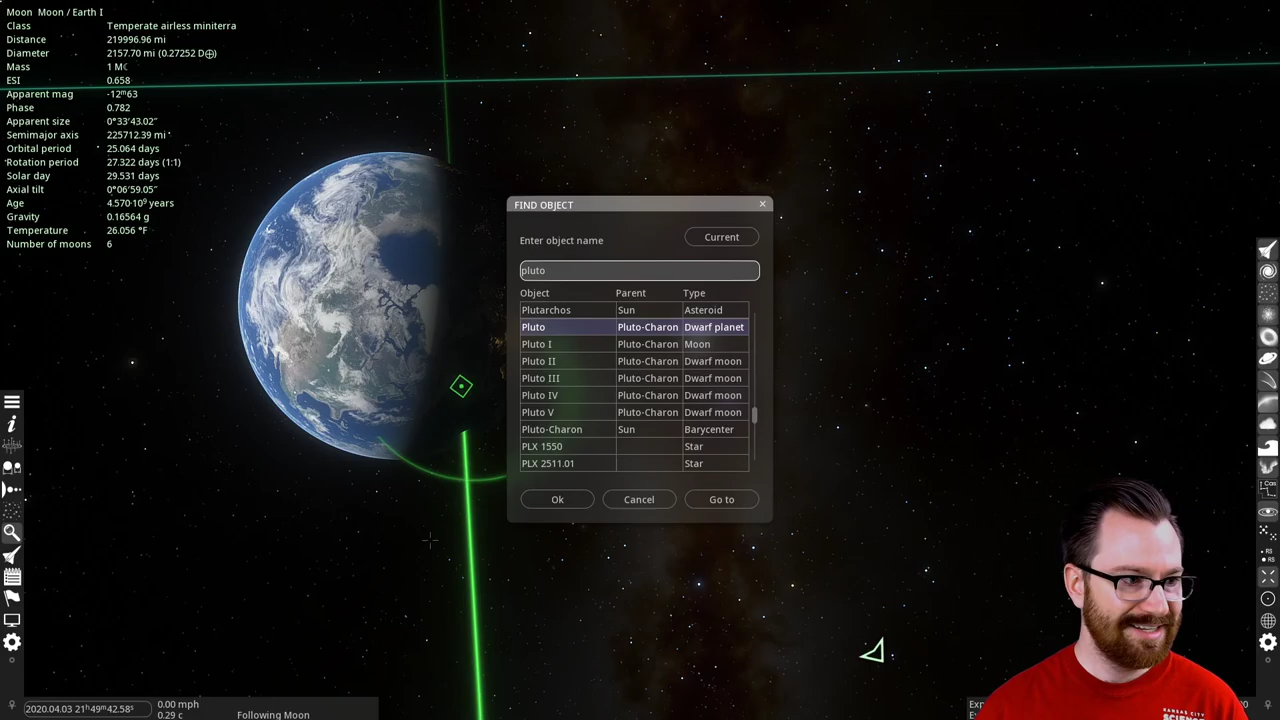 Moon Moon / Earth I
Class Temperate airless miniterra
Distance 219996.96 mi
Diameter 2157.70 mi (0.27252 D⊕)
Mass 1 M☾
ESI 0.658
Apparent mag -12ᵐ63
Phase 0.782
Apparent size 0°33′43.02″
Semimajor axis 225712.39 mi
Orbital period 25.064 days
Rotation period 27.322 days (1:1)
Solar day 29.531 days
Axial tilt 0°06′59.05″
Age 4.570·10⁹ years
Gravity 0.16564 g
Temperature 26.056 °F
Number of moons 6
FIND OBJECT
Enter object name Current
pluto
Object Parent Type
Plutarchos Sun Asteroid
Pluto Pluto-Charon Dwarf planet
Pluto I Pluto-Charon Moon
Pluto II Pluto-Charon Dwarf moon
Pluto III Pluto-Charon Dwarf moon
Pluto IV Pluto-Charon Dwarf moon
Pluto V Pluto-Charon Dwarf moon
Pluto-Charon Sun Barycenter
PLX 1550 Star
PLX 2511.01 Star
Ok Cancel Go to
RS
RS
KANSAS CITY
2020.04.03 21ʰ49ᵐ42.58ˢ
0.00 mph
0.29 c
Following Moon